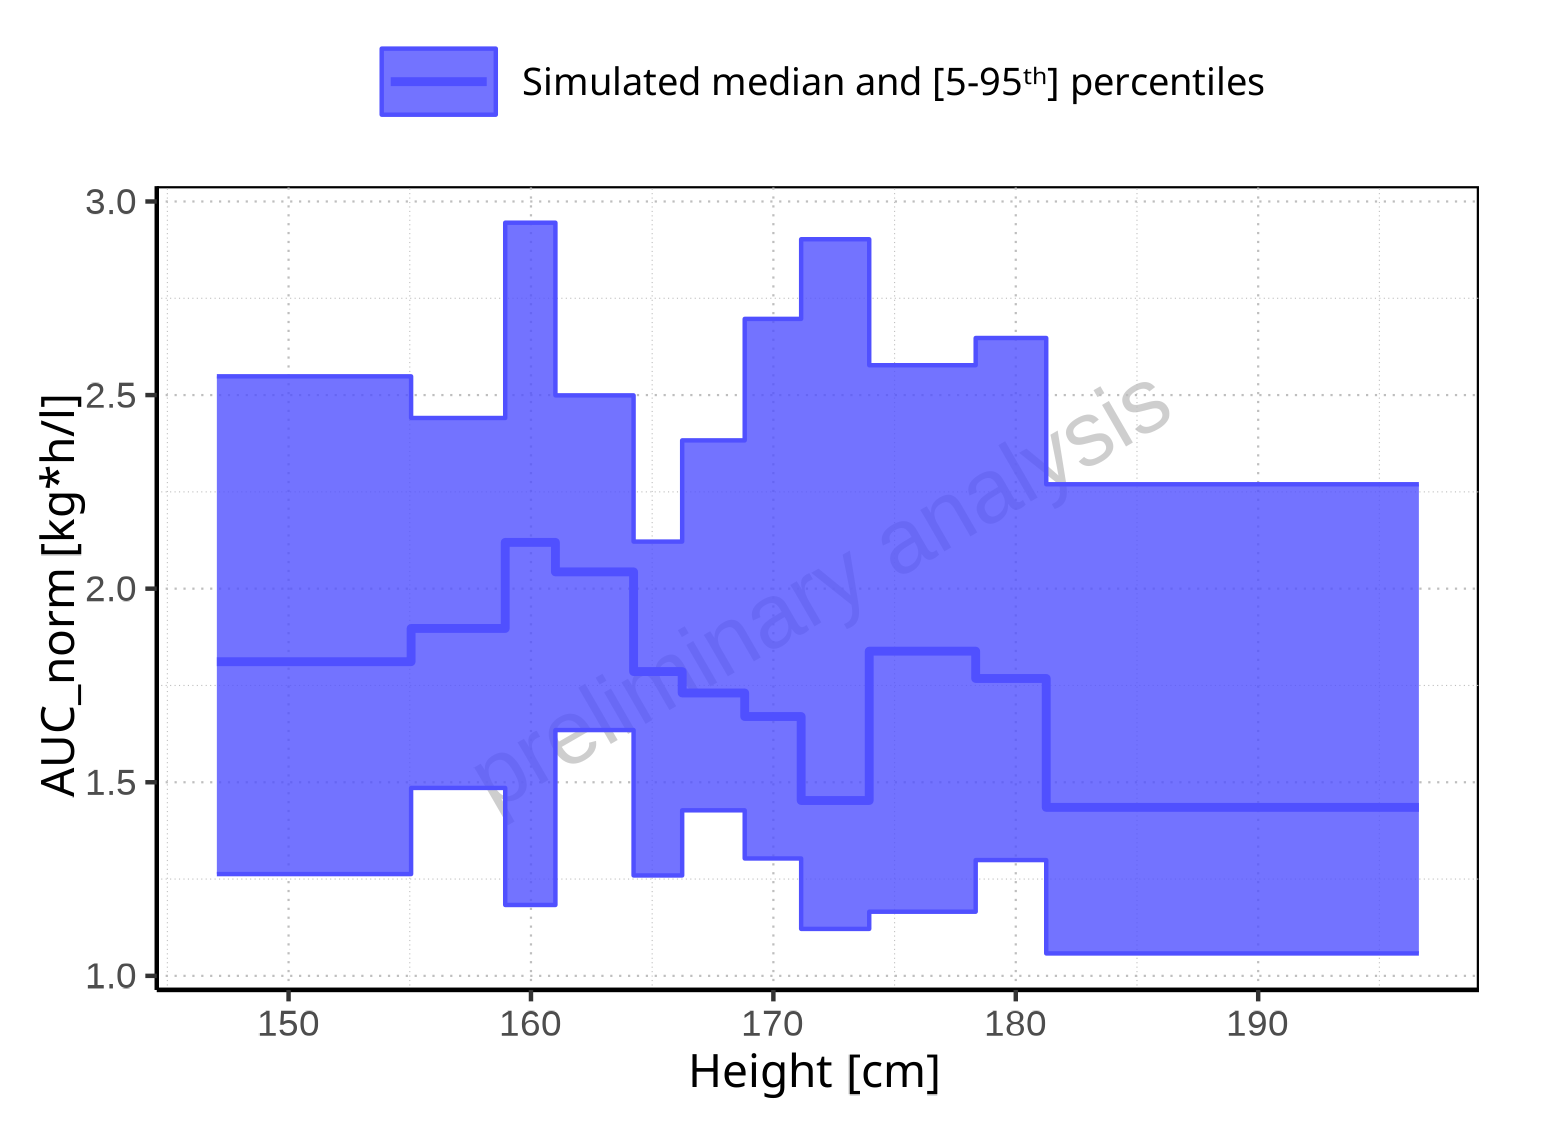 Simulated median and [5-95ᵗʰ] percentiles
3.0
2.5
2.0
1.5
1.0
AUC_norm [kg*h/l]
preliminary analysis
150 160 170 180 190
Height [cm]